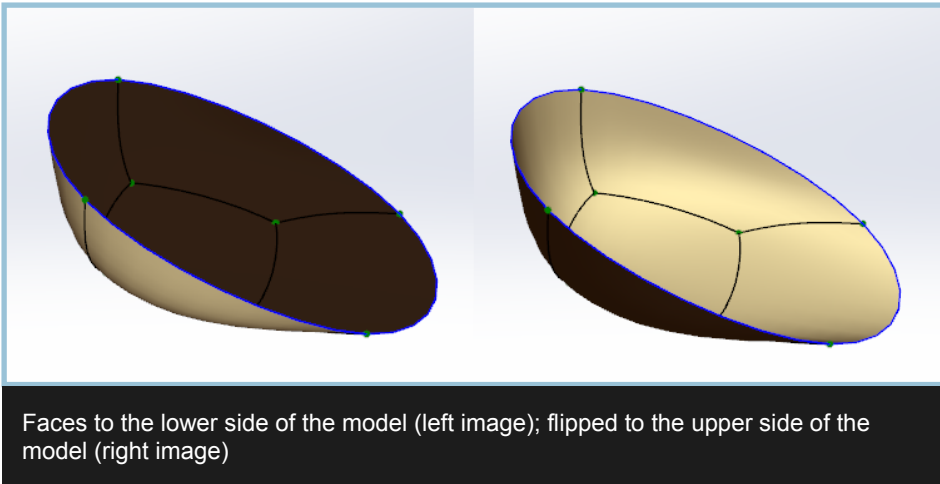 Faces to the lower side of the model (left image); flipped to the upper side of the
model (right image)